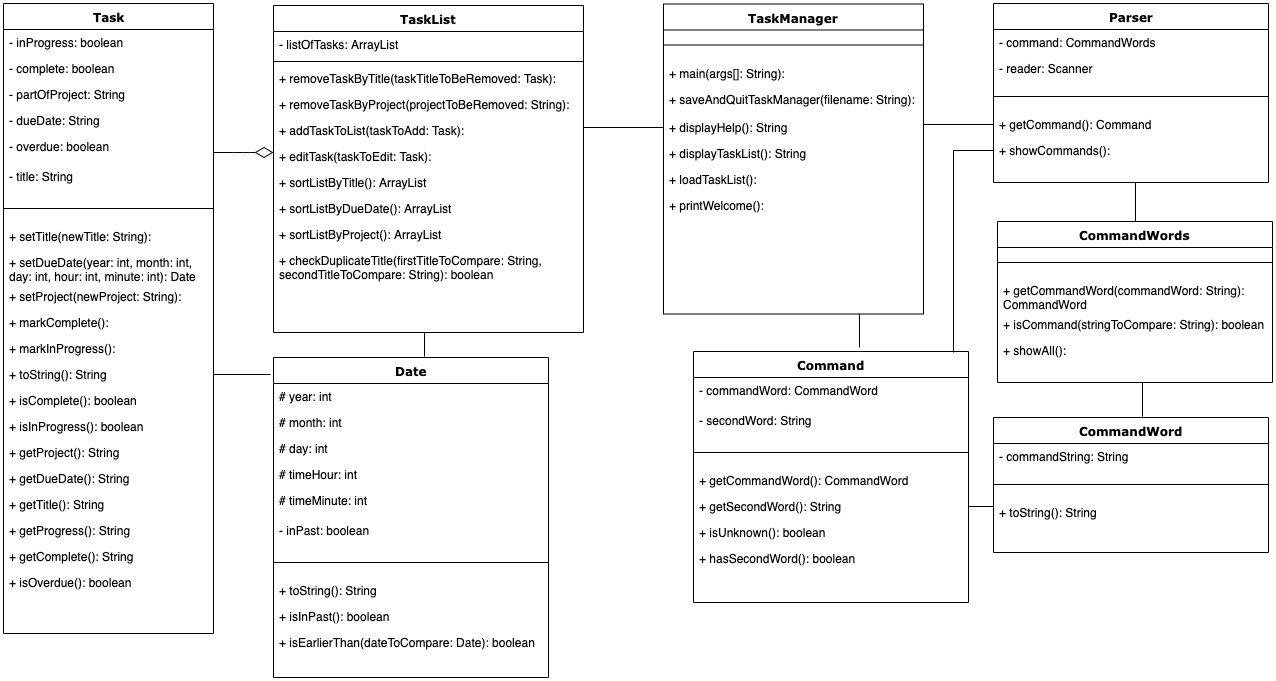 Task
- inProgress: boolean
- complete: boolean
- partOfProject: String
- dueDate: String
- overdue: boolean
- title: String
+ setTitle(newTitle: String):
+ setDueDate(year: int, month: int,
day: int, hour: int, minute: int): Date
+ setProject(newProject: String):
+ markComplete():
+ markInProgress():
+ toString(): String
+ isComplete(): boolean
+ isInProgress(): boolean
+ getProject(): String
+ getDueDate(): String
+ getTitle(): String
+ getProgress(): String
+ getComplete(): String
+ isOverdue(): boolean
TaskList
- listOfTasks: ArrayList
+ removeTaskByTitle(taskTitleToBeRemoved: Task):
+ removeTaskByProject(projectToBeRemoved: String):
+ addTaskToList(taskToAdd: Task):
+ editTask(taskToEdit: Task):
+ sortListByTitle(): ArrayList
+ sortListByDueDate(): ArrayList
+ sortListByProject(): ArrayList
+ checkDuplicateTitle(firstTitleToCompare: String,
secondTitleToCompare: String): boolean
Date
# year: int
# month: int
# day: int
# timeHour: int
# timeMinute: int
- inPast: boolean
+ toString(): String
+ isInPast(): boolean
+ isEarlierThan(dateToCompare: Date): boolean
TaskManager
+ main(args[]: String):
+ saveAndQuitTaskManager(filename: String):
+ displayHelp(): String
+ displayTaskList(): String
+ loadTaskList():
+ printWelcome():
Command
- commandWord: CommandWord
- secondWord: String
+ getCommandWord(): CommandWord
+ getSecondWord(): String
+ isUnknown(): boolean
+ hasSecondWord(): boolean
Parser
- command: CommandWords
- reader: Scanner
+ getCommand(): Command
+ showCommands():
CommandWords
+ getCommandWord(commandWord: String):
CommandWord
+ isCommand(stringToCompare: String): boolean
+ showAll():
CommandWord
- commandString: String
+ toString(): String